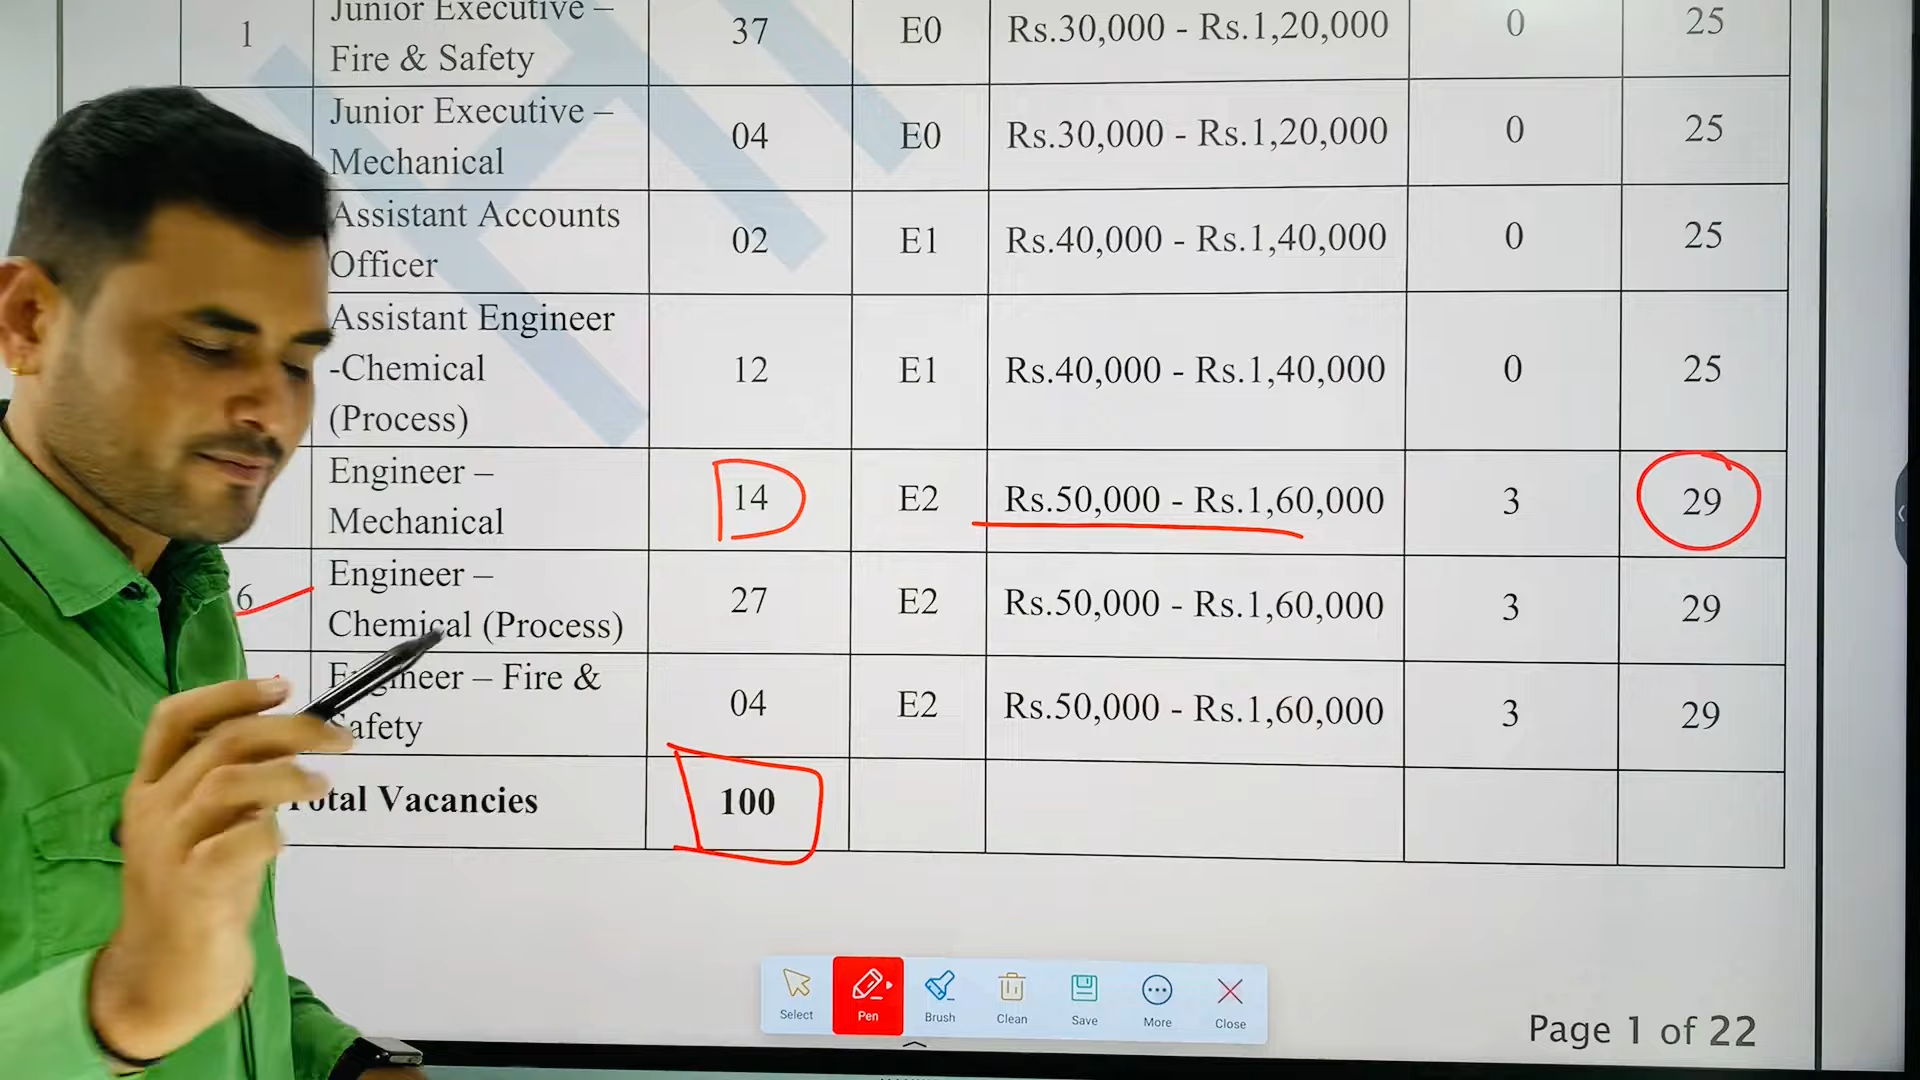 1 Junior Executive – Fire & Safety 37 E0 Rs.30,000 - Rs.1,20,000 0 25
Junior Executive – Mechanical 04 E0 Rs.30,000 - Rs.1,20,000 0 25
Assistant Accounts Officer 02 E1 Rs.40,000 - Rs.1,40,000 0 25
Assistant Engineer -Chemical (Process) 12 E1 Rs.40,000 - Rs.1,40,000 0 25
Engineer – Mechanical 14 E2 Rs.50,000 - Rs.1,60,000 3 29
6 Engineer – Chemical (Process) 27 E2 Rs.50,000 - Rs.1,60,000 3 29
Engineer – Fire & Safety 04 E2 Rs.50,000 - Rs.1,60,000 3 29
Total Vacancies 100
Select Pen Brush Clean Save More Close
Page 1 of 22